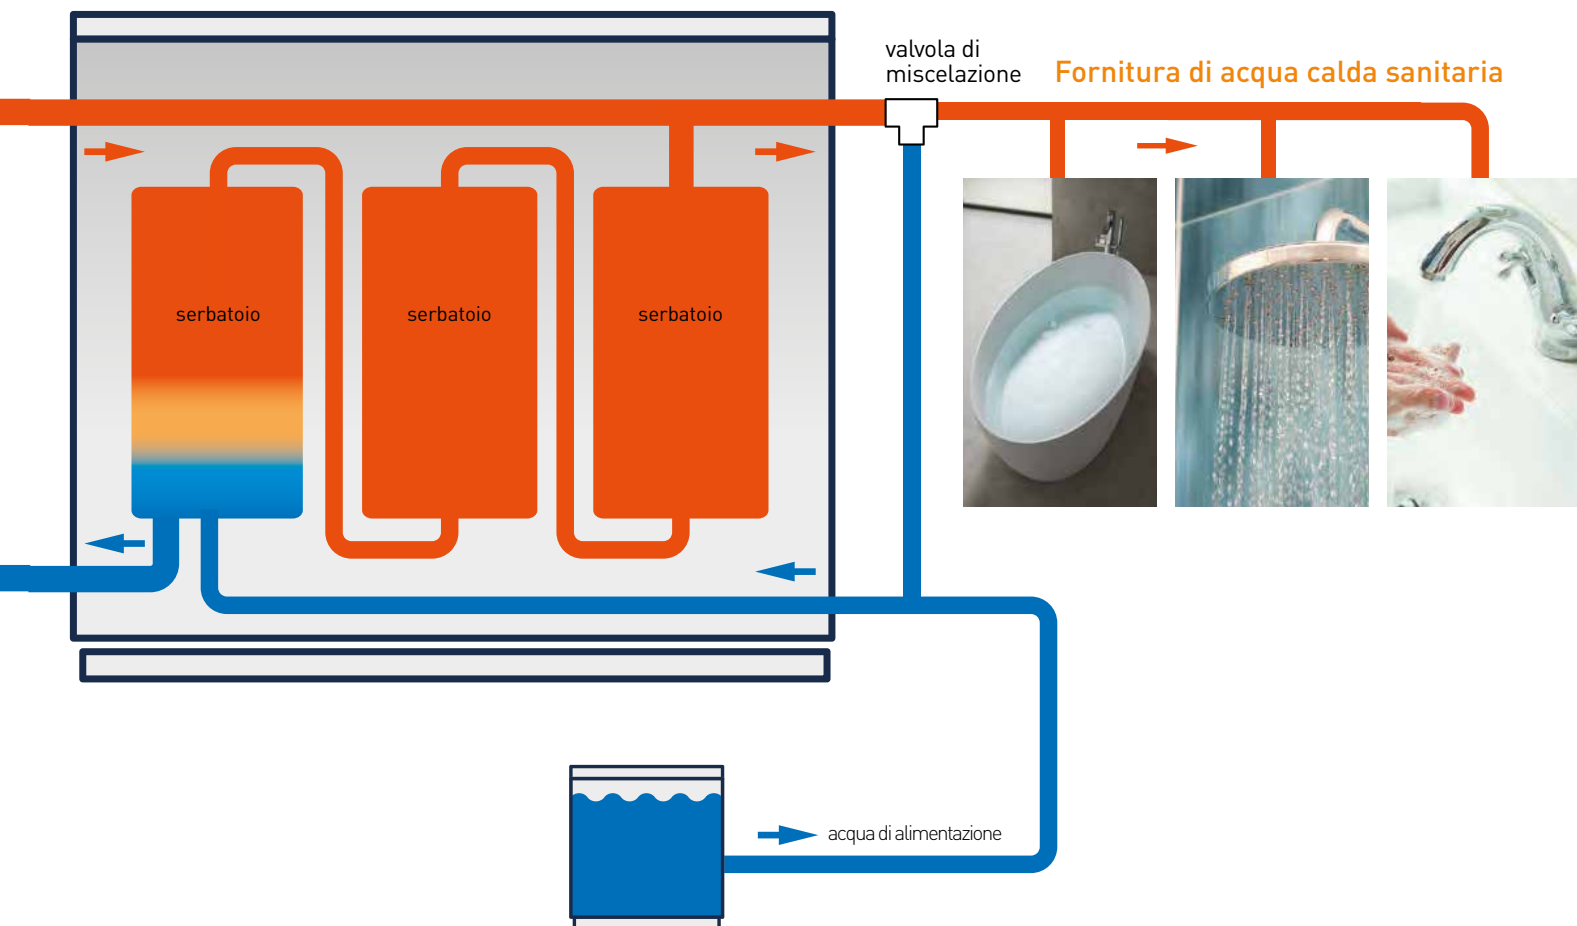 valvola di
miscelazione
Fornitura di acqua calda sanitaria
serbatoio
serbatoio
serbatoio
acqua di alimentazione